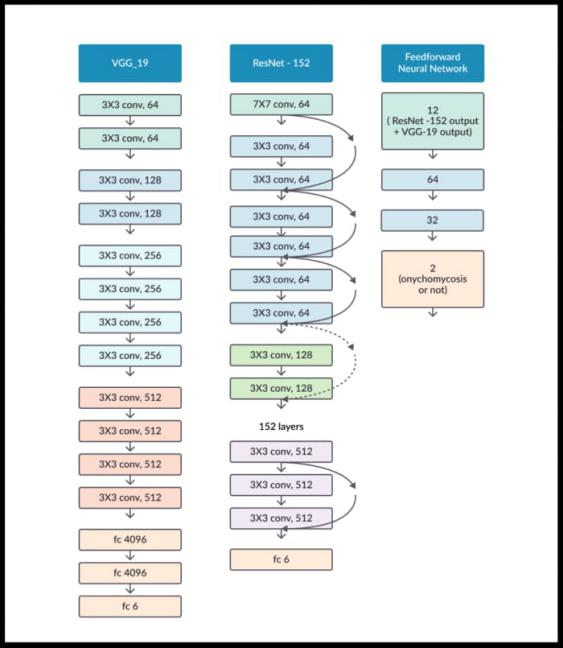 VGG_19
3X3 conv, 64
3X3 conv, 64
3X3 conv, 128
3X3 conv, 128
3X3 conv, 256
3X3 conv, 256
3X3 conv, 256
3X3 conv, 256
3X3 conv, 512
3X3 conv, 512
3X3 conv, 512
3X3 conv, 512
fc 4096
fc 4096
fc 6
ResNet - 152
7X7 conv, 64
3X3 conv, 64
3X3 conv, 64
3X3 conv, 64
3X3 conv, 64
3X3 conv, 64
3X3 conv, 64
3X3 conv, 128
3X3 conv, 128
152 layers
3X3 conv, 512
3X3 conv, 512
3X3 conv, 512
fc 6
Feedforward
Neural Network
12
( ResNet -152 output
+ VGG-19 output)
64
32
2
(onychomycosis
or not)